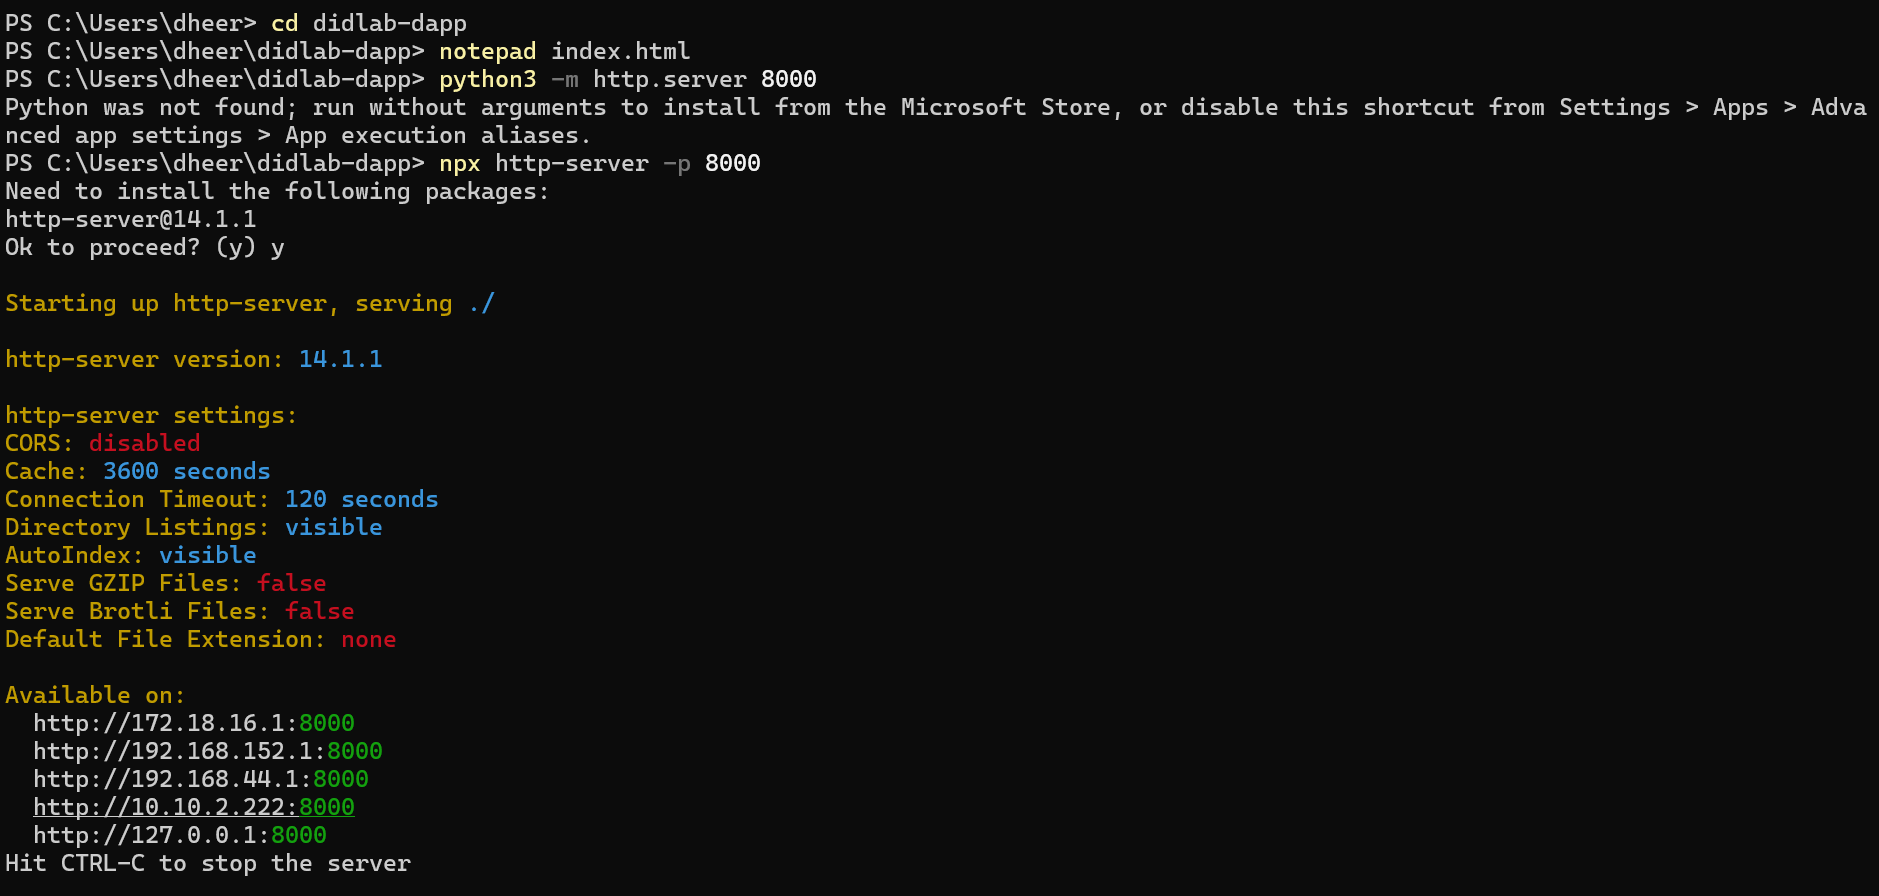 PS C:\Users\dheer> cd didlab-dapp
PS C:\Users\dheer\didlab-dapp> notepad index.html
PS C:\Users\dheer\didlab-dapp> python3 -m http.server 8000
Python was not found; run without arguments to install from the Microsoft Store, or disable this shortcut from Settings > Apps > Adva
nced app settings > App execution aliases.
PS C:\Users\dheer\didlab-dapp> npx http-server -p 8000
Need to install the following packages:
http-server@14.1.1
Ok to proceed? (y) y
Starting up http-server, serving ./
http-server version: 14.1.1
http-server settings:
CORS: disabled
Cache: 3600 seconds
Connection Timeout: 120 seconds
Directory Listings: visible
AutoIndex: visible
Serve GZIP Files: false
Serve Brotli Files: false
Default File Extension: none
Available on:
http://172.18.16.1:8000
http://192.168.152.1:8000
http://192.168.44.1:8000
http://10.10.2.222:8000
http://127.0.0.1:8000
Hit CTRL-C to stop the server